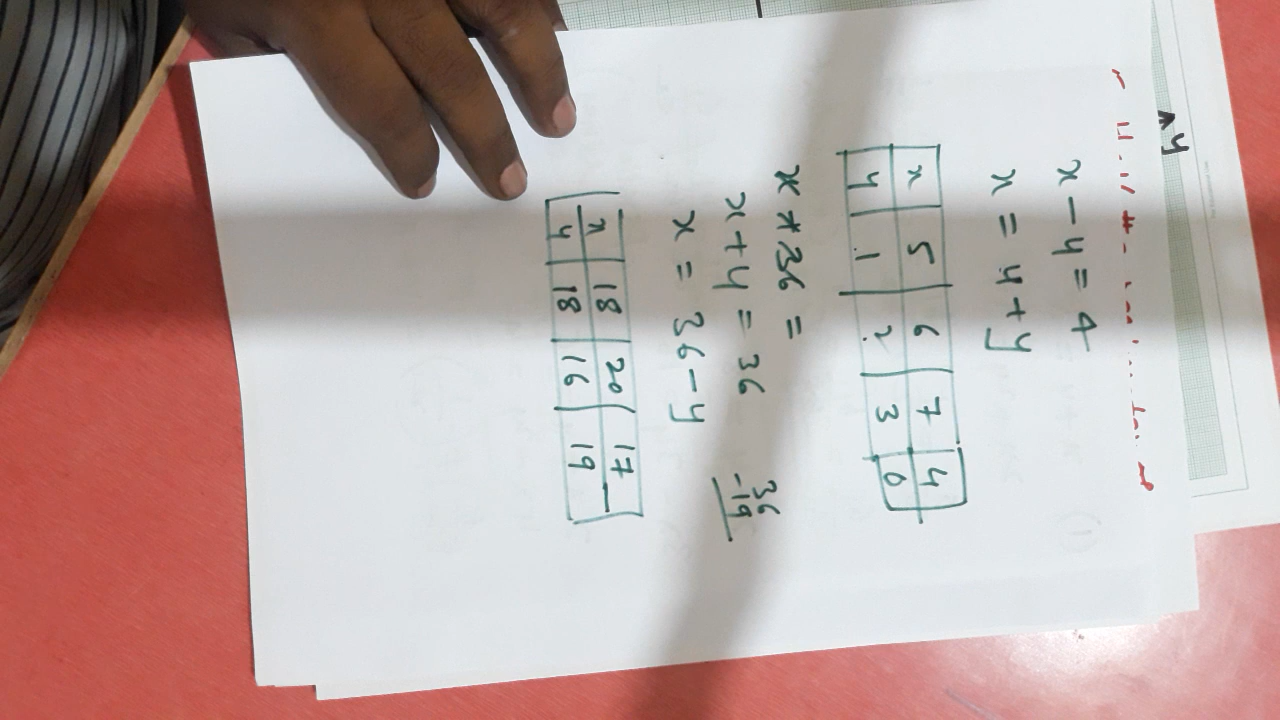 x - y = 4
x = 4 + y
x 5 6 7 4
y 1 2 3 0
x + 36 =
x + y = 36
x = 36 - y
36
-19
x 18 20 17
y 18 16 19